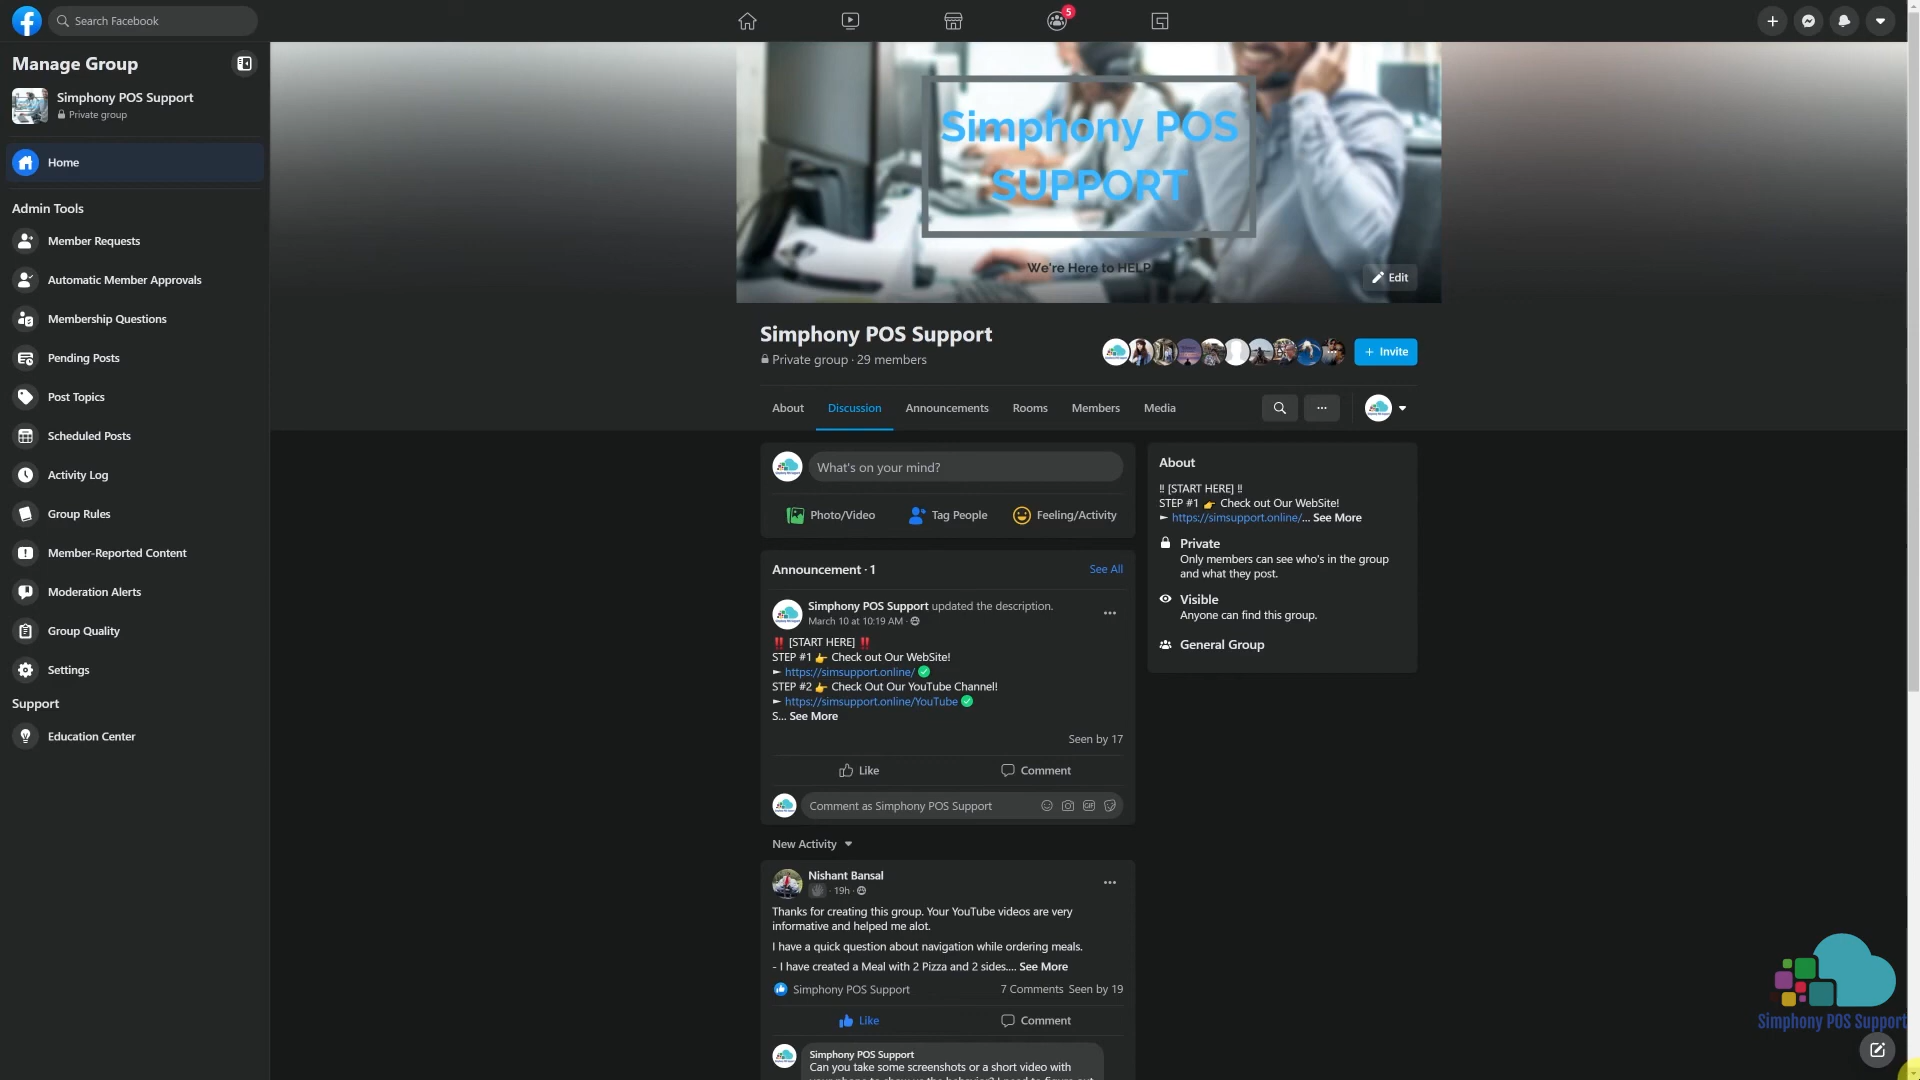 Search Facebook
5
Manage Group
Simphony POS Support
Private group
Home
Admin Tools
Member Requests
Automatic Member Approvals
Membership Questions
Pending Posts
Post Topics
Scheduled Posts
Activity Log
Group Rules
Member-Reported Content
Moderation Alerts
Group Quality
Settings
Support
Education Center
Simphony POS
SUPPORT
We're Here to HELP
Edit
Simphony POS Support
Private group · 29 members
+ Invite
About
Discussion
Announcements
Rooms
Members
Media
What's on your mind?
Photo/Video
Tag People
Feeling/Activity
Announcement · 1
See All
Simphony POS Support updated the description.
March 10 at 10:19 AM ·
‼️ [START HERE] ‼️
STEP #1 👉 Check out Our WebSite!
► https://simsupport.online/ ✅
STEP #2 👉 Check Out Our YouTube Channel!
► https://simsupport.online/YouTube ✅
S... See More
Seen by 17
Like
Comment
Comment as Simphony POS Support
GIF
New Activity
Nishant Bansal
· 19h ·
Thanks for creating this group. Your YouTube videos are very
informative and helped me alot.
I have a quick question about navigation while ordering meals.
- I have created a Meal with 2 Pizza and 2 sides.... See More
Simphony POS Support
7 Comments Seen by 19
Like
Comment
Simphony POS Support
Can you take some screenshots or a short video with
About
‼ [START HERE] ‼
STEP #1 👉 Check out Our WebSite!
► https://simsupport.online/... See More
Private
Only members can see who's in the group
and what they post.
Visible
Anyone can find this group.
General Group
Simphony POS Support